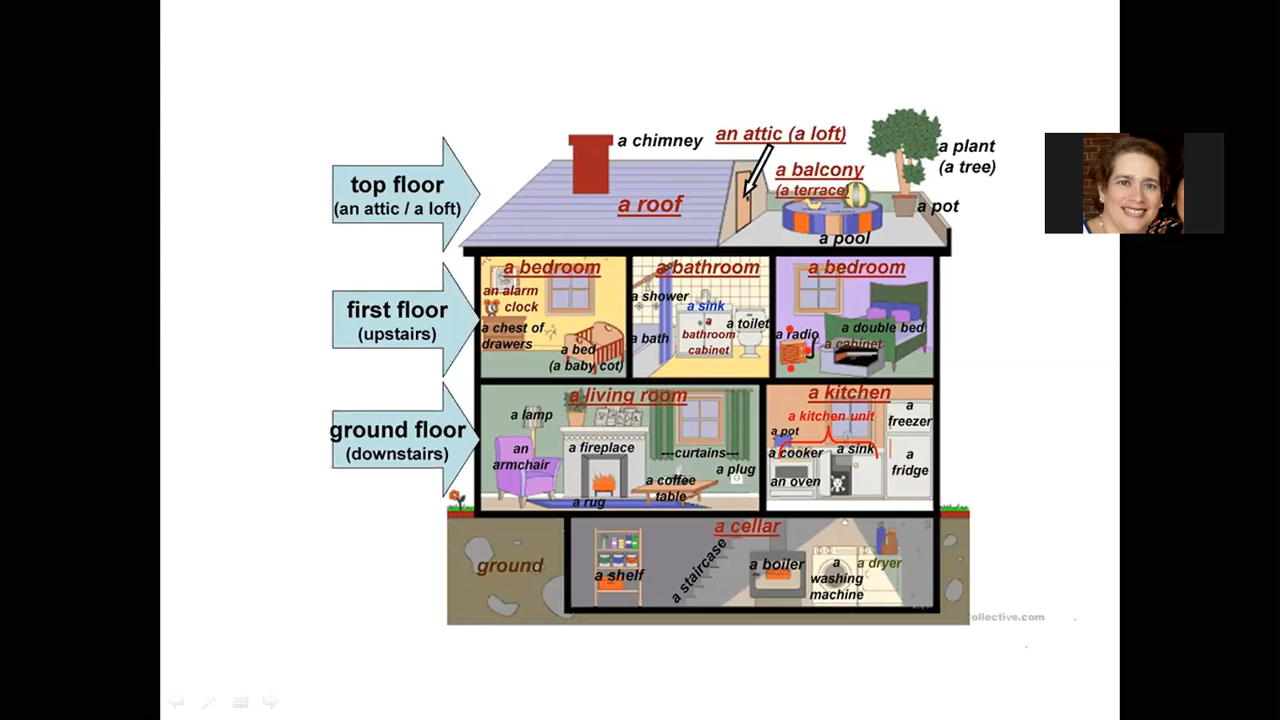 a chimney
an attic (a loft)
a plant
(a tree)
a balcony
(a terrace)
top floor
(an attic / a loft)
a roof
a pot
a pool
a bedroom
a bathroom
a bedroom
an alarm
clock
a shower
a sink
first floor
(upstairs)
a chest of
drawers
a bath
a
bathroom
cabinet
a toilet
a radio
a double bed
a cabinet
a bed
(a baby cot)
a living room
a kitchen
a lamp
a kitchen unit
a
freezer
ground floor
(downstairs)
an
armchair
a fireplace
---curtains---
a plug
a pot
a cooker
a sink
a
fridge
a coffee
table
an oven
a rug
a cellar
ground
a shelf
a staircase
a boiler
a
washing
machine
a dryer
ollective.com